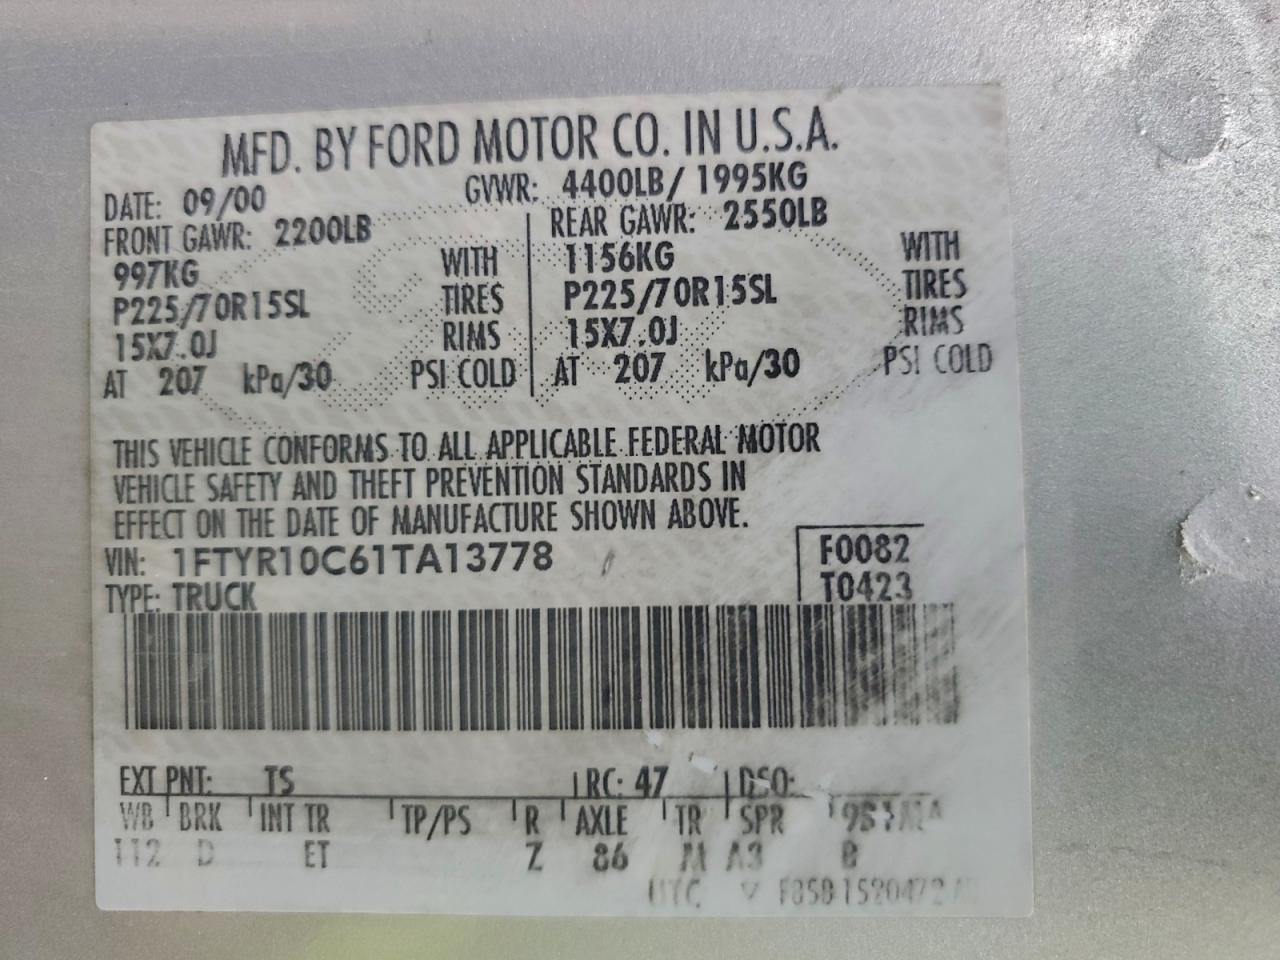 MFD. BY FORD MOTOR CO. IN U.S.A.
DATE: 09/00 GVWR: 4400LB/ 1995KG
FRONT GAWR: 2200LB REAR GAWR: 2550LB
997KG WITH 1156KG WITH
P225/70R15SL TIRES P225/70R15SL TIRES
15X7.0J RIMS 15X7.0J RIMS
AT 207 kPa/30 PSI COLD AT 207 kPa/30 PSI COLD
THIS VEHICLE CONFORMS TO ALL APPLICABLE FEDERAL MOTOR
VEHICLE SAFETY AND THEFT PREVENTION STANDARDS IN
EFFECT ON THE DATE OF MANUFACTURE SHOWN ABOVE.
VIN: 1FTYR10C61TA13778 F0082
TYPE: TRUCK T0423
EXT PNT: TS RC: 47 DSO:
WB BRK INT TR TP/PS R AXLE TR SPR
112 D ET Z 86 M A3
UTC